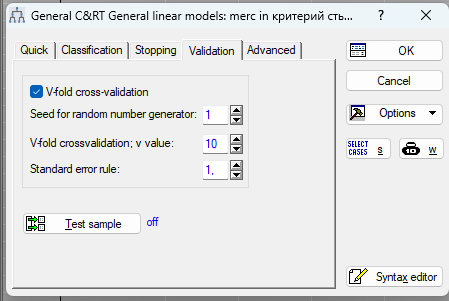 General C&RT General linear models: merc in критерий сть...
Quick Classification Stopping Validation Advanced
V-fold cross-validation
Seed for random number generator: 1
V-fold crossvalidation; v value: 10
Standard error rule: 1,
Test sample off
OK
Cancel
Options
SELECT CASES s w
Syntax editor